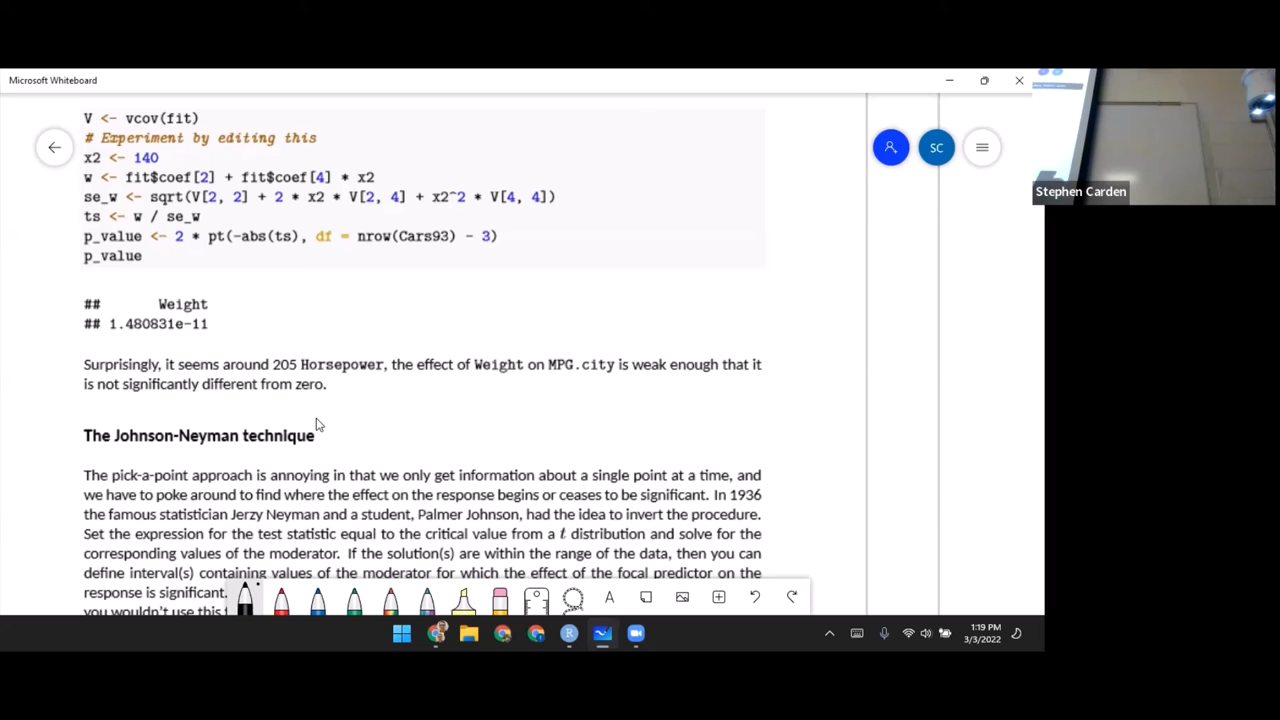 Microsoft Whiteboard
V <- vcov(fit)
# Experiment by editing this
x2 <- 140
w <- fit$coef[2] + fit$coef[4] * x2
se_w <- sqrt(V[2, 2] + 2 * x2 * V[2, 4] + x2^2 * V[4, 4])
ts <- w / se_w
p_value <- 2 * pt(-abs(ts), df = nrow(Cars93) - 3)
p_value
## Weight
## 1.480831e-11
Surprisingly, it seems around 205 Horsepower, the effect of Weight on MPG.city is weak enough that it
is not significantly different from zero.
The Johnson-Neyman technique
The pick-a-point approach is annoying in that we only get information about a single point at a time, and
we have to poke around to find where the effect on the response begins or ceases to be significant. In 1936
the famous statistician Jerzy Neyman and a student, Palmer Johnson, had the idea to invert the procedure.
Set the expression for the test statistic equal to the critical value from a t distribution and solve for the
corresponding values of the moderator. If the solution(s) are within the range of the data, then you can
define interval(s) containing values of the moderator for which the effect of the focal predictor on the
response is significant.
you wouldn't use this
SC
Stephen Carden
A
1:19 PM
3/3/2022